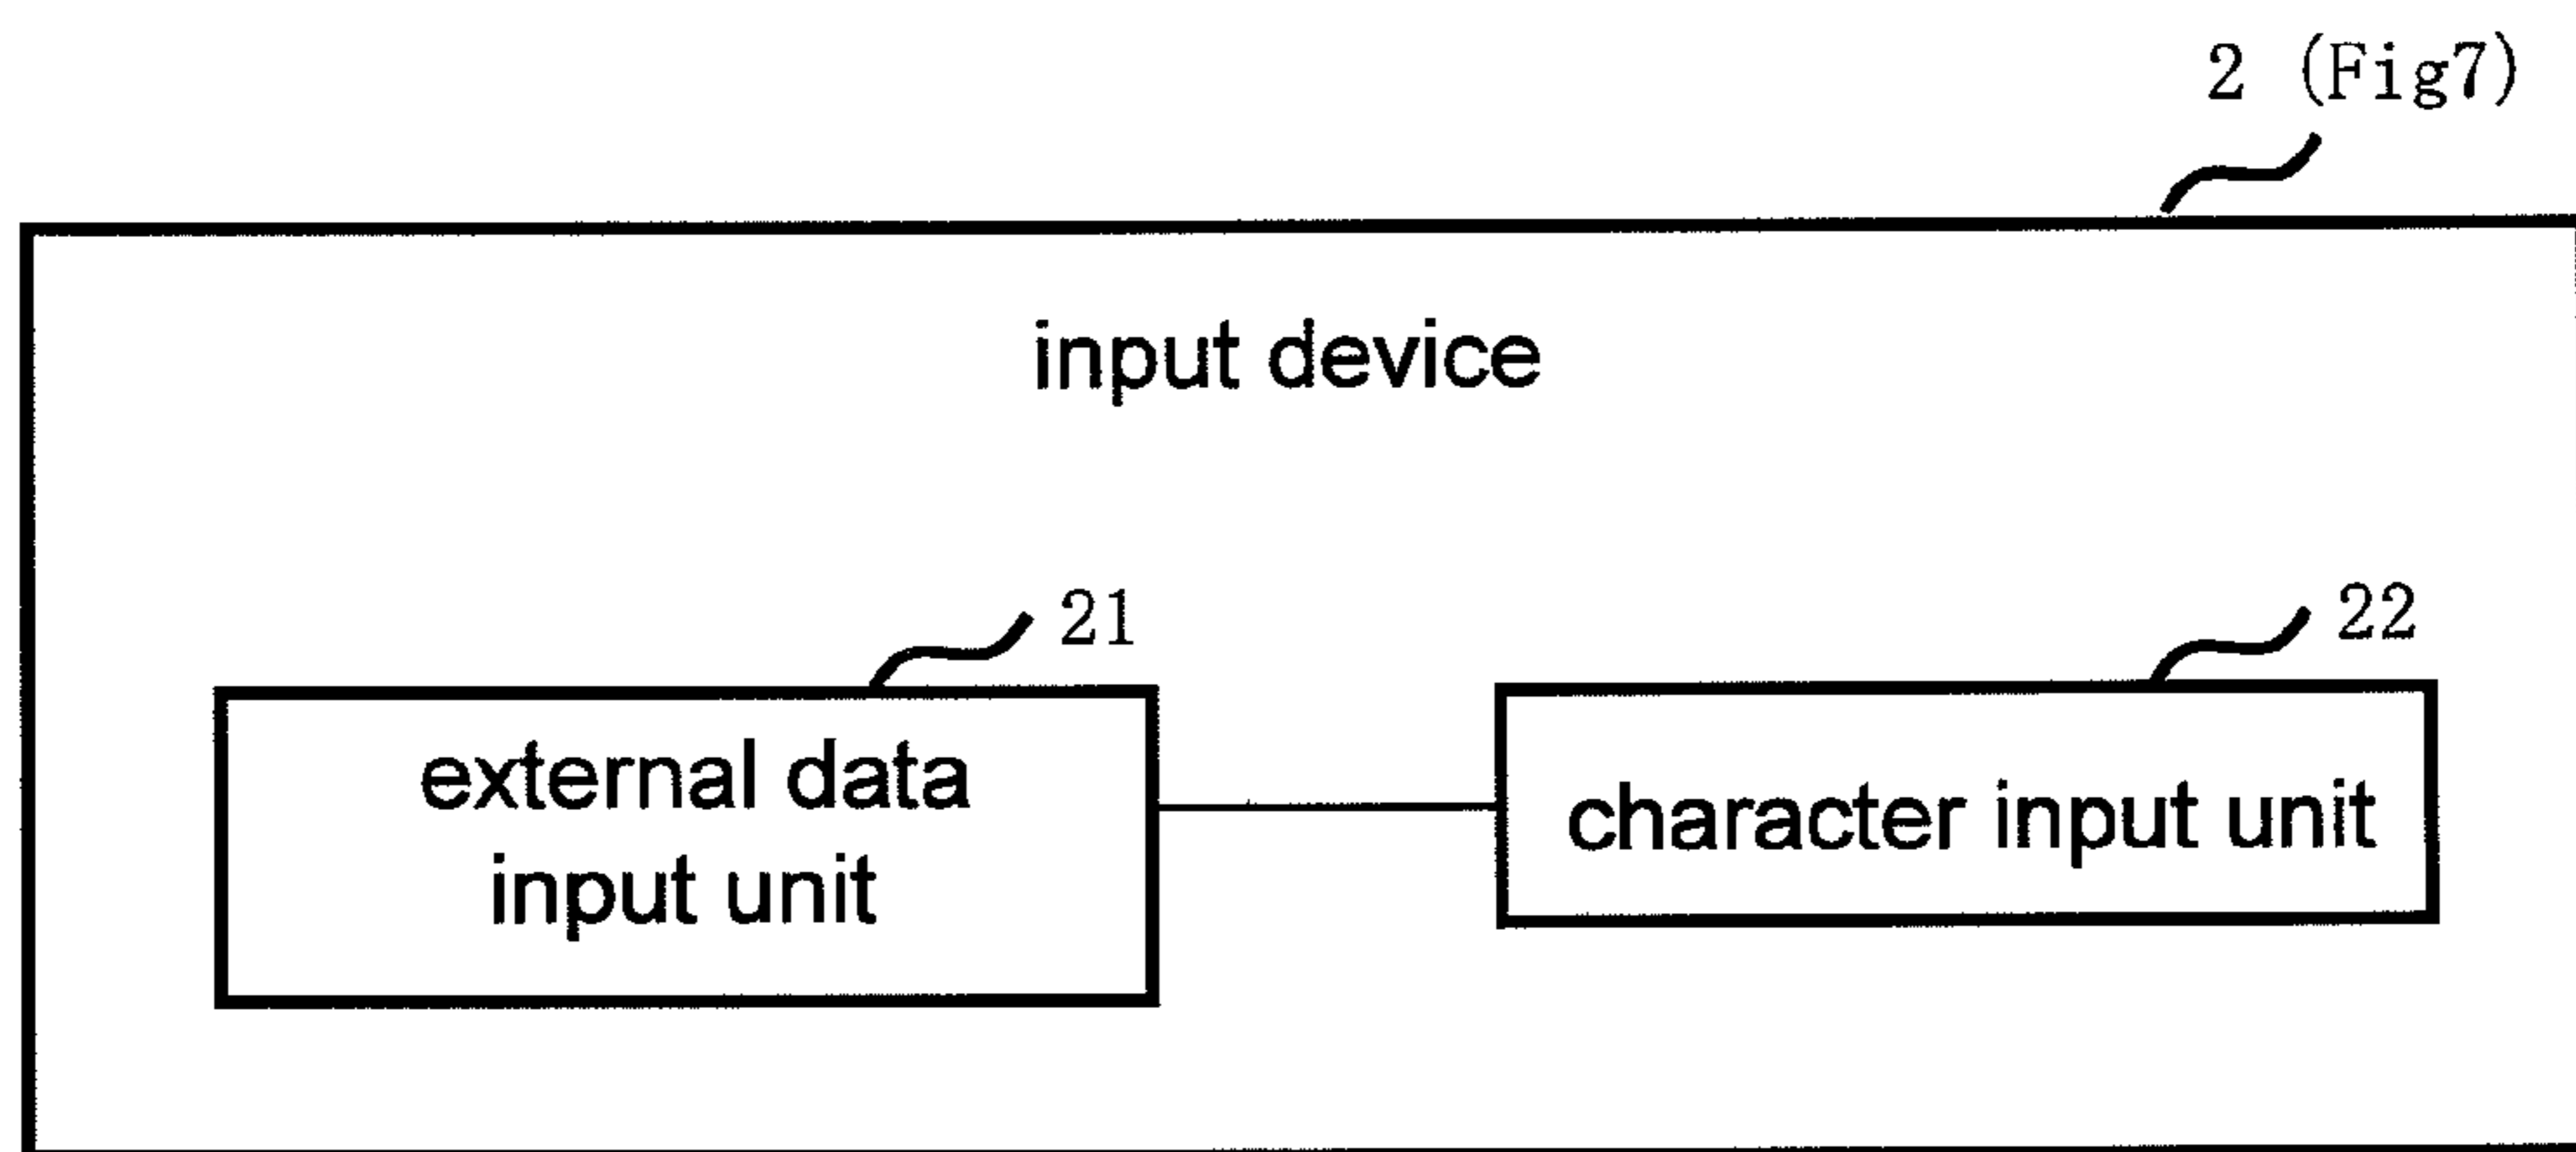 2 (Fig7)
input device
21
22
external data
input unit
character input unit